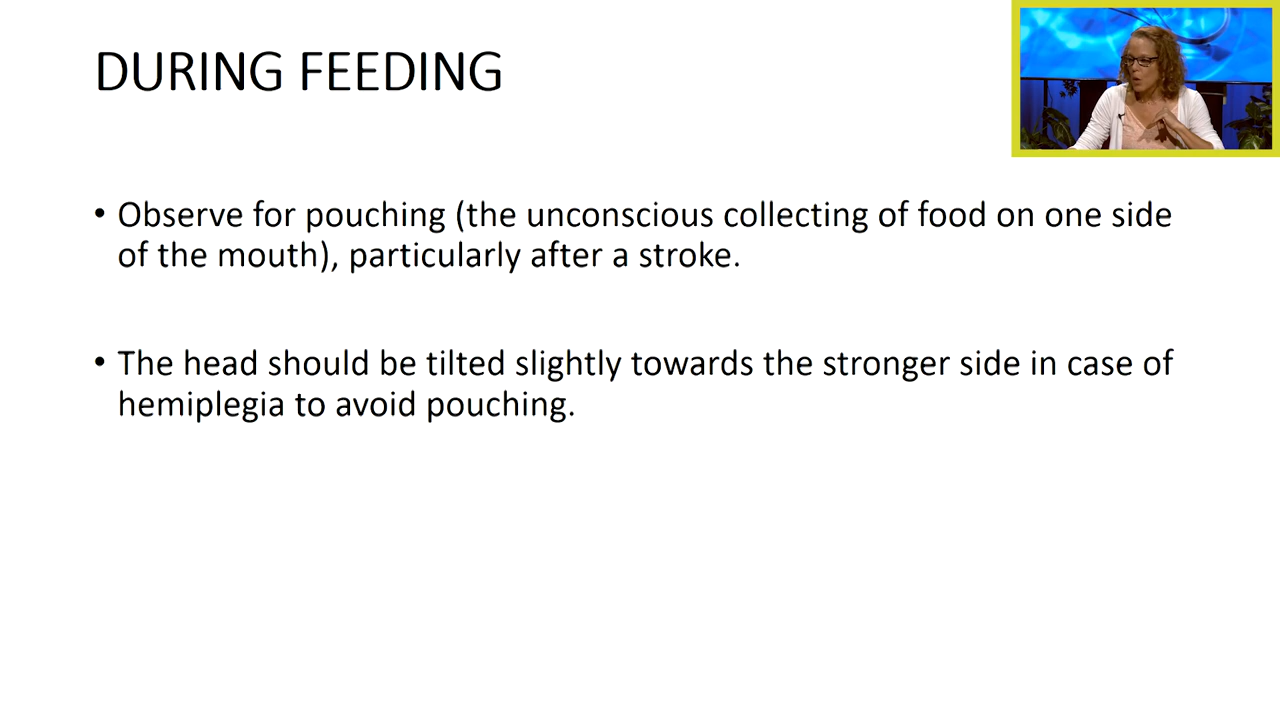 DURING FEEDING
• Observe for pouching (the unconscious collecting of food on one side
of the mouth), particularly after a stroke.
• The head should be tilted slightly towards the stronger side in case of
hemiplegia to avoid pouching.